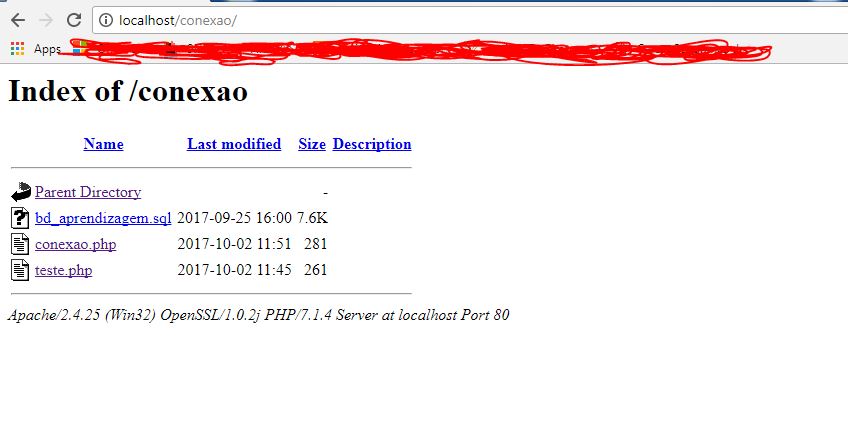 localhost/conexao/
Apps
Index of /conexao
Name Last modified Size Description
Parent Directory -
bd_aprendizagem.sql 2017-09-25 16:00 7.6K
conexao.php 2017-10-02 11:51 281
teste.php 2017-10-02 11:45 261
Apache/2.4.25 (Win32) OpenSSL/1.0.2j PHP/7.1.4 Server at localhost Port 80